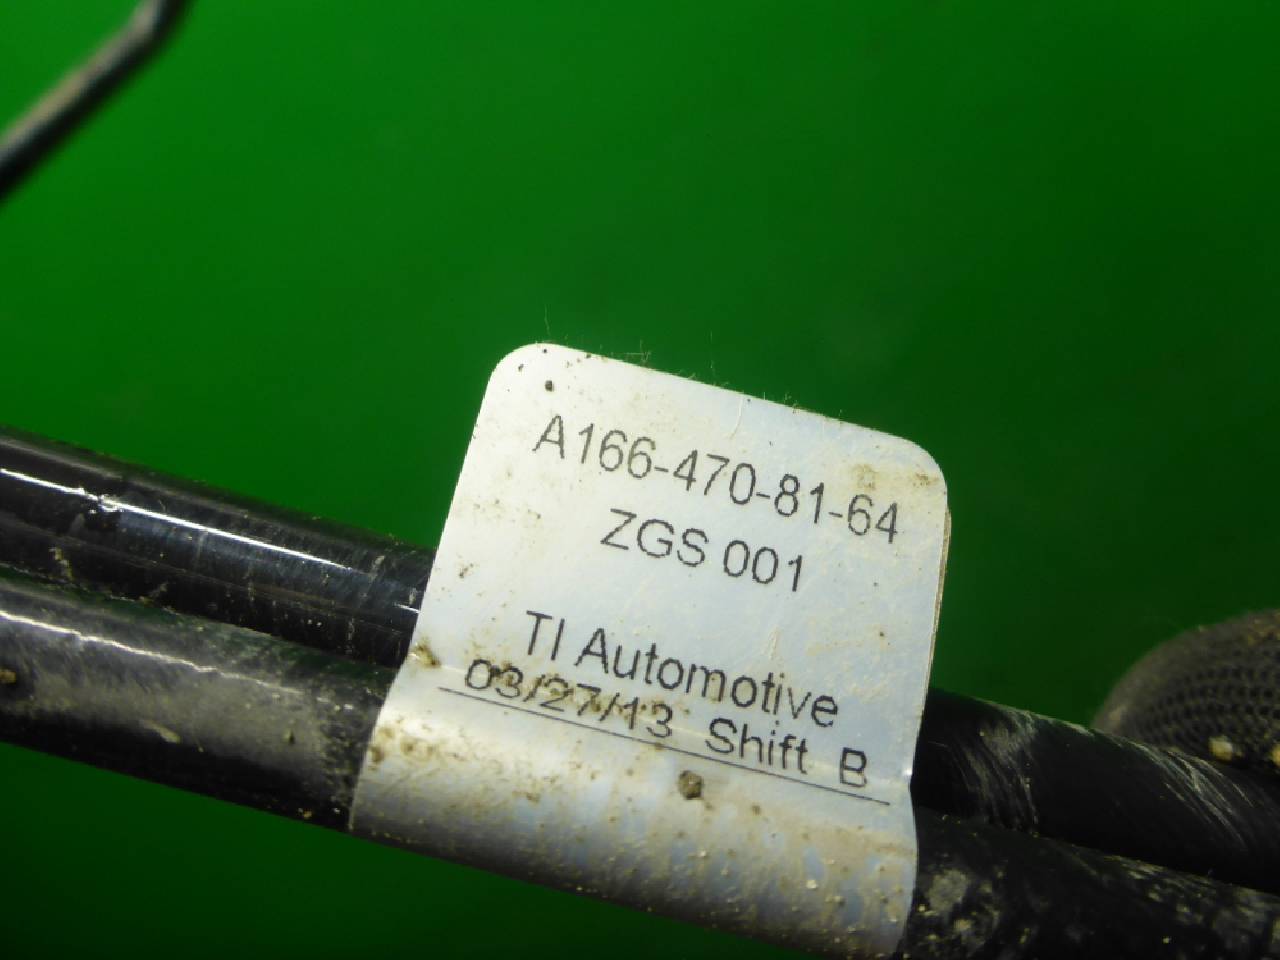 A166-470-81-64
ZGS 001
TI Automotive
03/27/13 Shift B